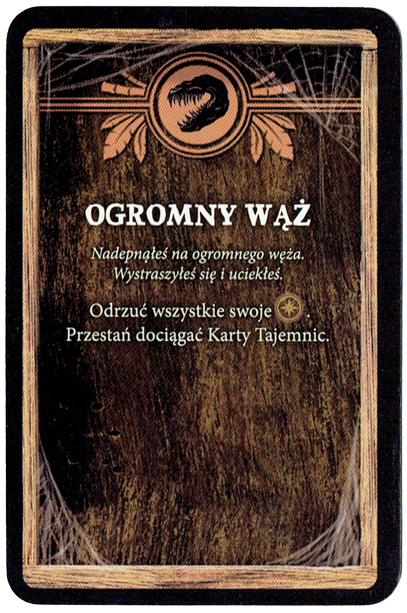 OGROMNY WĄŻ
Nadepnąłeś na ogromnego węża.
Wystraszyłeś się i uciekłeś.
Odrzuć wszystkie swoje .
Przestań dociągać Karty Tajemnic.